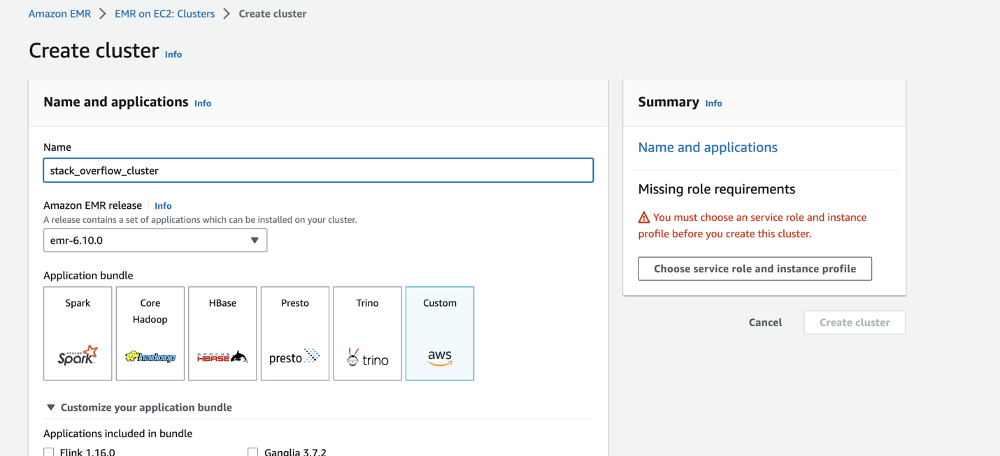 Amazon EMR > EMR on EC2: Clusters > Create cluster
Create cluster Info
Name and applications Info
Name
stack_overflow_cluster
Amazon EMR release Info
A release contains a set of applications which can be installed on your cluster.
emr-6.10.0
Application bundle
Spark
APACHE
Spark
Core
Hadoop
hadoop
HBase
APACHE
HBASE
Presto
presto
Trino
trino
Custom
aws
Customize your application bundle
Applications included in bundle
Flink 1.16.0
Ganglia 3.7.2
Summary Info
Name and applications
Missing role requirements
You must choose an service role and instance
profile before you create this cluster.
Choose service role and instance profile
Cancel
Create cluster